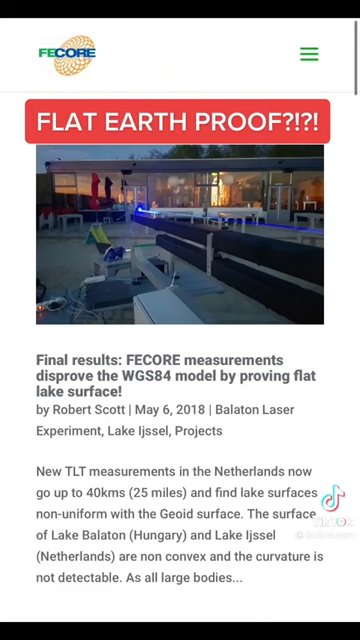 FECORE
FLAT EARTH PROOF?!?!
Final results: FECORE measurements
disprove the WGS84 model by proving flat
lake surface!
by Robert Scott | May 6, 2018 | Balaton Laser
Experiment, Lake Ijssel, Projects
New TLT measurements in the Netherlands now
go up to 40kms (25 miles) and find lake surfaces
non-uniform with the Geoid surface. The surface
of Lake Balaton (Hungary) and Lake Ijssel
(Netherlands) are non convex and the curvature is
not detectable. As all large bodies...
TikTok